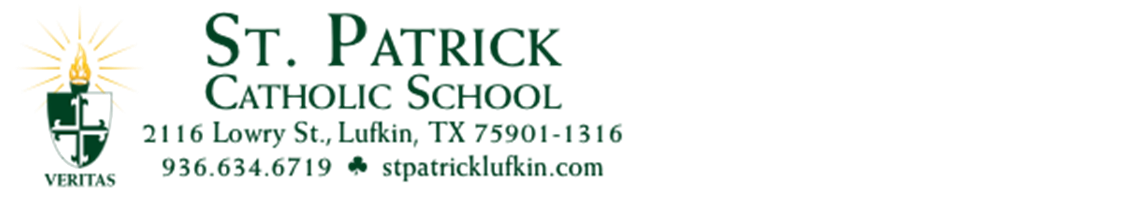 ST. PATRICK
CATHOLIC SCHOOL
2116 Lowry St., Lufkin, TX 75901-1316
936.634.6719 ♣ stpatricklufkin.com
VERITAS